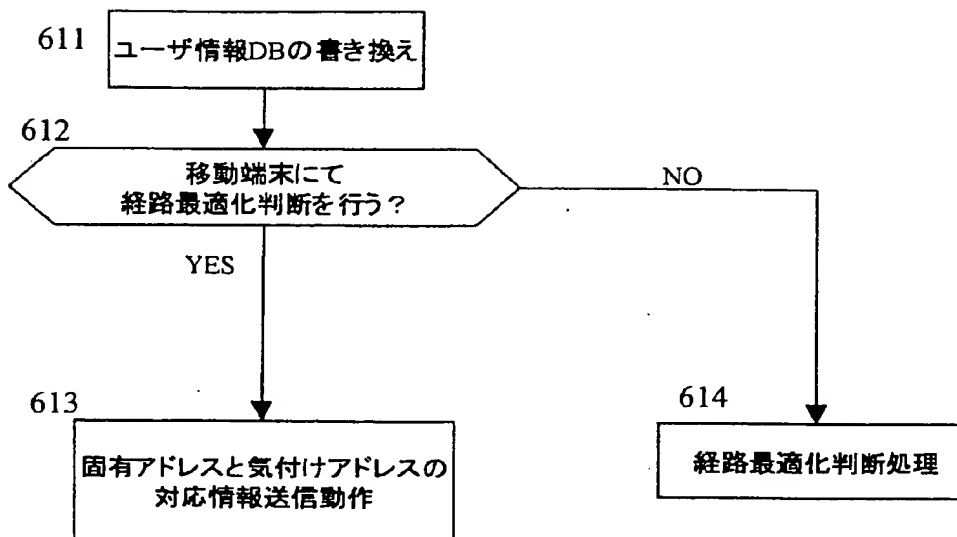 611
ユーザ情報DBの書き換え
612
移動端末にて
経路最適化判断を行う?
NO
YES
613
固有アドレスと気付けアドレスの
対応情報送信動作
614
経路最適化判断処理